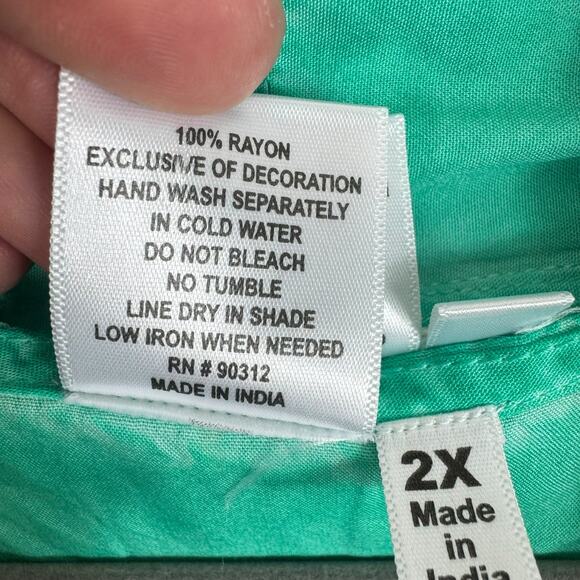 100% RAYON
EXCLUSIVE OF DECORATION
HAND WASH SEPARATELY
IN COLD WATER
DO NOT BLEACH
NO TUMBLE
LINE DRY IN SHADE
LOW IRON WHEN NEEDED
RN # 90312
MADE IN INDIA
2X
Made
in
India